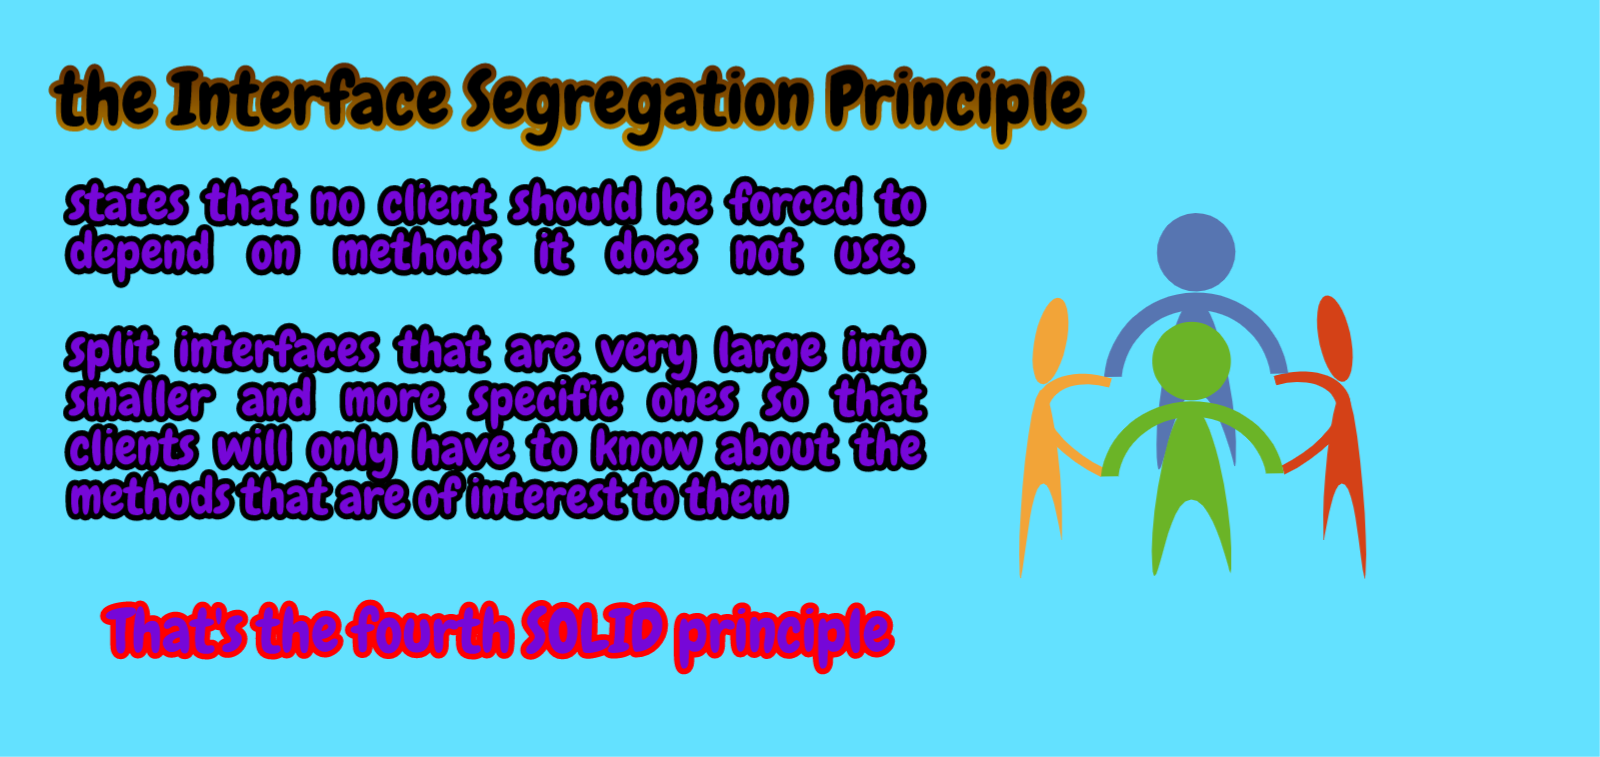 the Interface Segregation Principle
states that no client should be forced to
depend on methods it does not use.
split interfaces that are very large into
smaller and more specific ones so that
clients will only have to know about the
methods that are of interest to them
That's the fourth SOLID principle